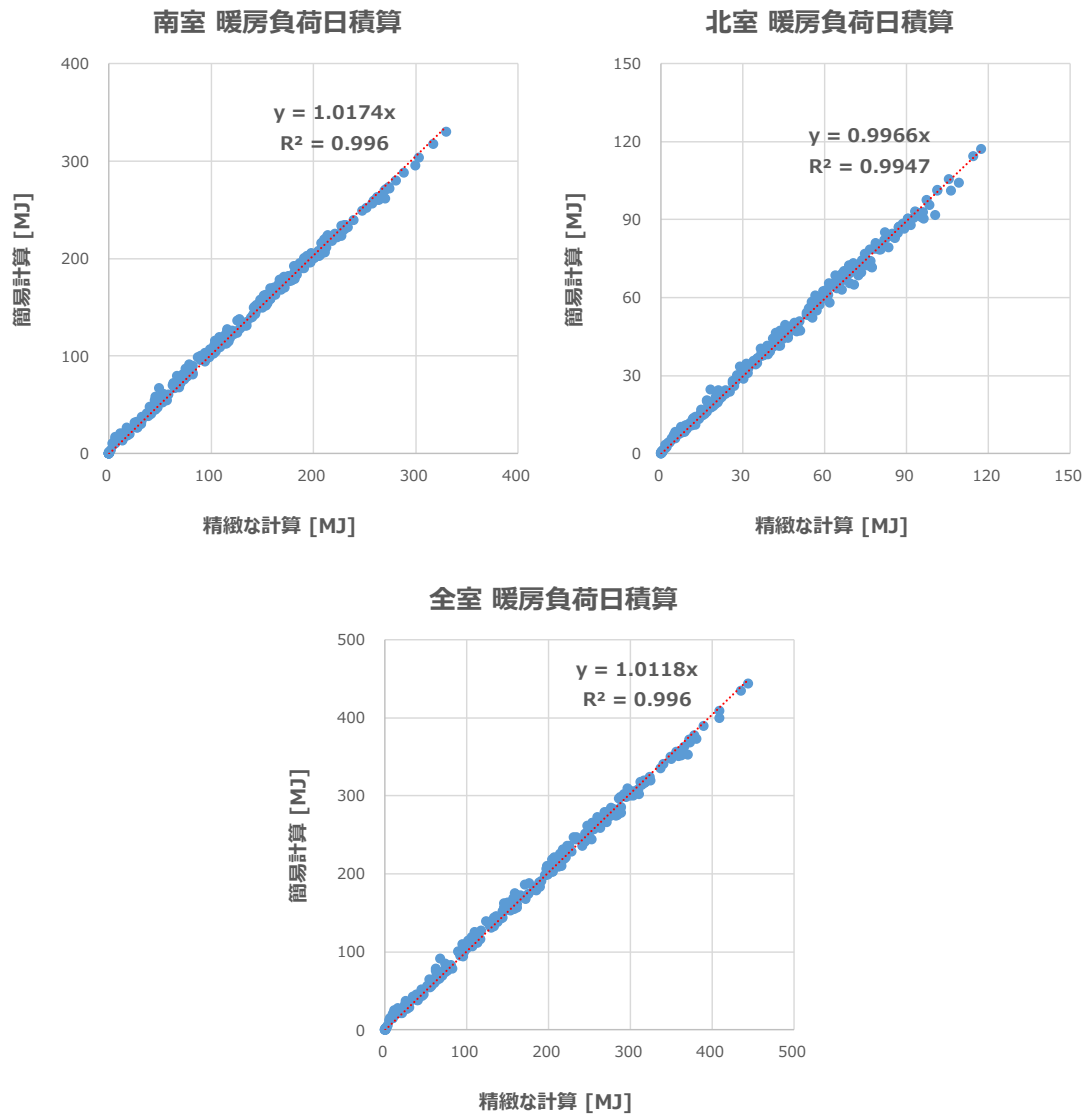 南室 暖房負荷日積算
400
300
200
100
0
0
100
200
300
400
y = 1.0174x
R² = 0.996
簡易計算 [MJ]
精緻な計算 [MJ]
北室 暖房負荷日積算
150
120
90
60
30
0
0
30
60
90
120
150
y = 0.9966x
R² = 0.9947
簡易計算 [MJ]
精緻な計算 [MJ]
全室 暖房負荷日積算
500
400
300
200
100
0
0
100
200
300
400
500
y = 1.0118x
R² = 0.996
簡易計算 [MJ]
精緻な計算 [MJ]